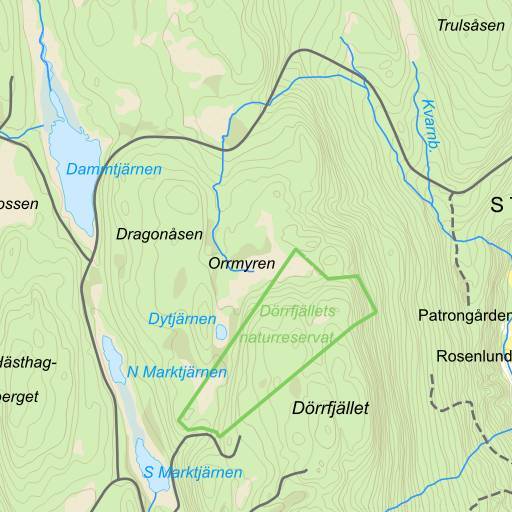 Trulsåsen
Kvarnb.
Dammtjärnen
ossen
S T
Dragonåsen
Orrmyren
Dörrfjällets
naturreservat
Dytjärnen
Patrongården
Rosenlund
Hästhag-
N Marktjärnen
berget
Dörrfjället
S Marktjärnen